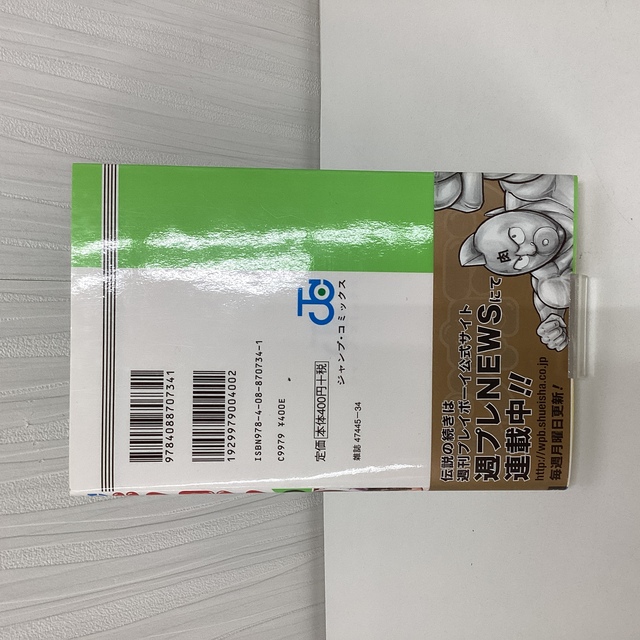 9784088707341
1929979004002
ISBN978-4-08-870734-1
C9979 ¥400E
定価 本体400円+税
雑誌 47445-34
ジャンプ・コミックス
肉
伝説の続きは
週刊プレイボーイ公式サイト
週プレNEWSにて
連載中!!!
http://wpb.shueisha.co.jp
毎週月曜日更新!